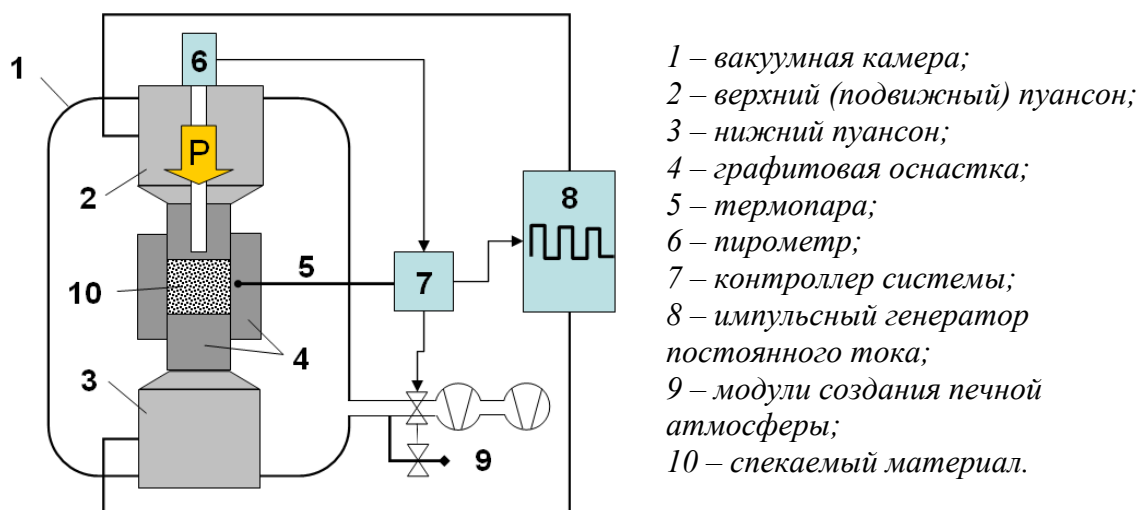 1
2
3
4
5
6
7
8
9
10
P
1 – вакуумная камера;
2 – верхний (подвижный) пуансон;
3 – нижний пуансон;
4 – графитовая оснастка;
5 – термопара;
6 – пирометр;
7 – контроллер системы;
8 – импульсный генератор
постоянного тока;
9 – модули создания печной
атмосферы;
10 – спекаемый материал.